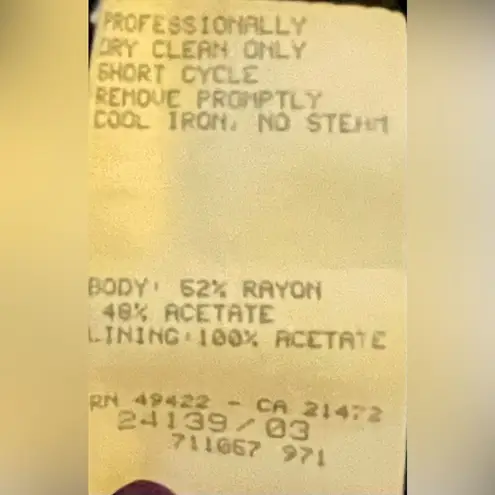 PROFESSIONALLY
DRY CLEAN ONLY
SHORT CYCLE
REMOVE PROMPTLY
COOL IRON, NO STEAM
BODY: 52% RAYON
48% ACETATE
LINING:100% ACETATE
RN 49422 - CA 21472
24139/03
711067 971